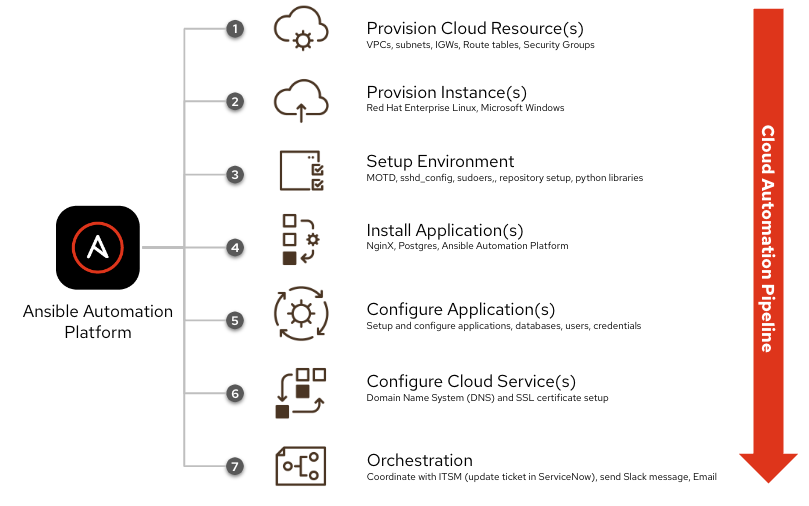 1
Provision Cloud Resource(s)
VPCs, subnets, IGWs, Route tables, Security Groups
2
Provision Instance(s)
Red Hat Enterprise Linux, Microsoft Windows
3
Setup Environment
MOTD, sshd_config, sudoers,, repository setup, python libraries
4
Install Application(s)
NginX, Postgres, Ansible Automation Platform
Ansible Automation
Platform
5
Configure Application(s)
Setup and configure applications, databases, users, credentials
6
Configure Cloud Service(s)
Domain Name System (DNS) and SSL certificate setup
7
Orchestration
Coordinate with ITSM (update ticket in ServiceNow), send Slack message, Email
Cloud Automation Pipeline